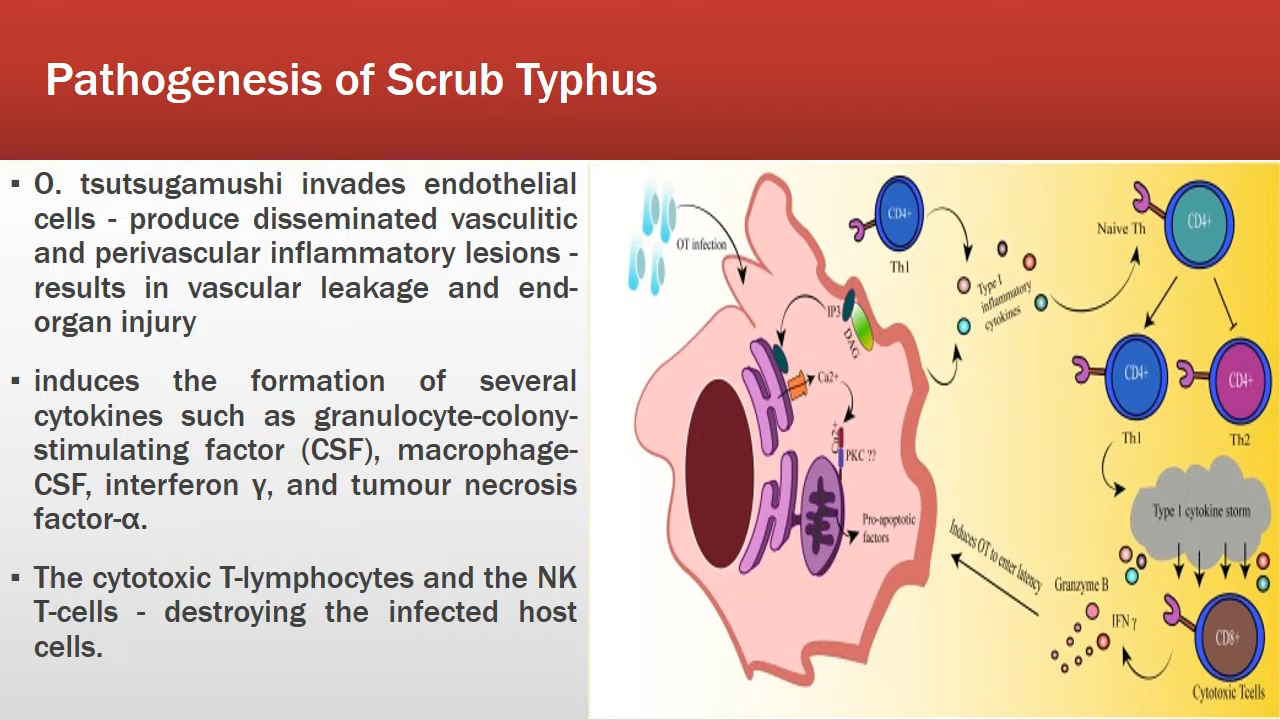 Pathogenesis of Scrub Typhus
▪ O. tsutsugamushi invades endothelial
cells - produce disseminated vasculitic
and perivascular inflammatory lesions -
results in vascular leakage and end-
organ injury
▪ induces the formation of several
cytokines such as granulocyte-colony-
stimulating factor (CSF), macrophage-
CSF, interferon γ, and tumour necrosis
factor-α.
▪ The cytotoxic T-lymphocytes and the NK
T-cells - destroying the infected host
cells.
OT infection
CD4+
Th1
Type 1
inflammatory
cytokines
Naive Th
CD4+
IP3
DAG
Ca2+
Ca2+
PKC ??
Pro-apoptotic
factors
CD4+
Th1
CD4+
Th2
Type 1 cytokine storm
Induces OT to enter latency
Granzyme B
IFN γ
CD8+
Cytotoxic Tcells